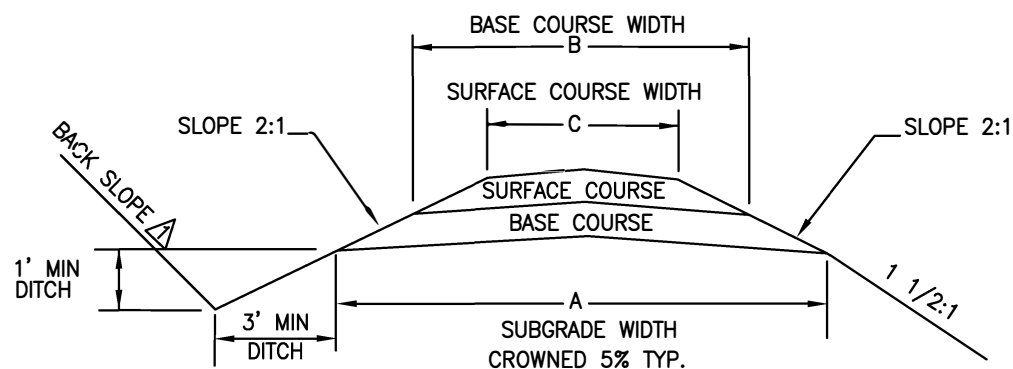 BASE COURSE WIDTH
B
SURFACE COURSE WIDTH
C
SLOPE 2:1
SLOPE 2:1
BACK SLOPE 1
SURFACE COURSE
BASE COURSE
1' MIN
DITCH
3' MIN
DITCH
A
SUBGRADE WIDTH
CROWNED 5% TYP.
1 1/2:1